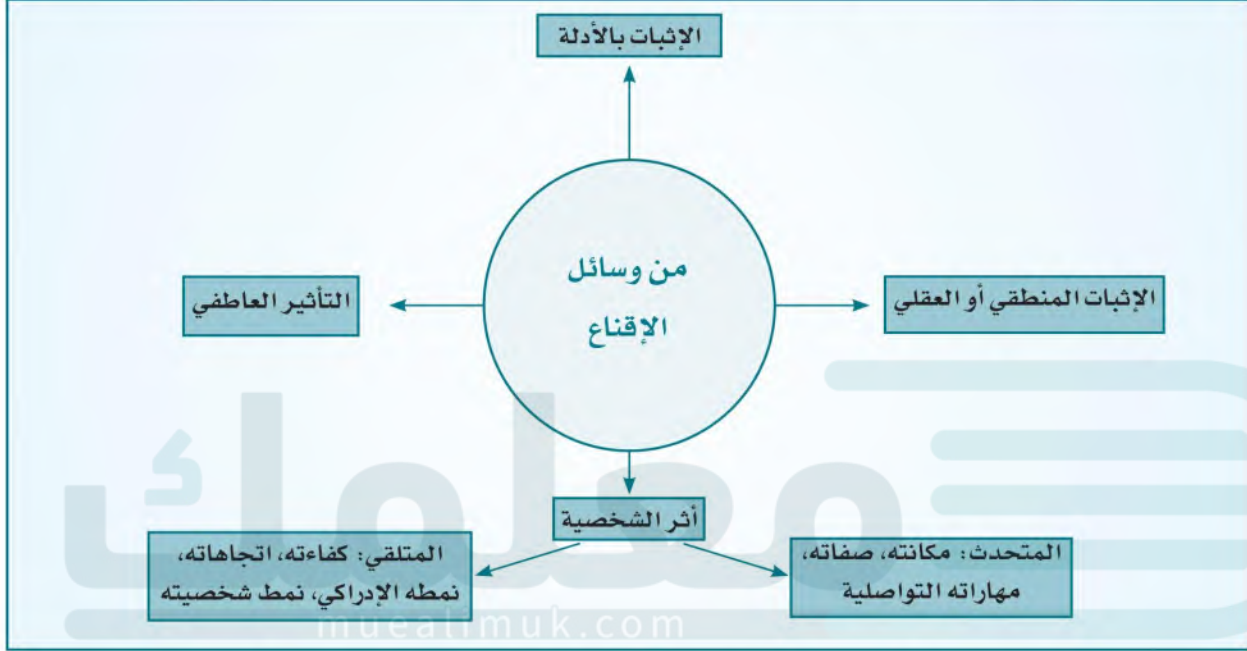 الإثبات بالأدلة
من وسائل
الإقناع
الإثبات المنطقي أو العقلي
التأثير العاطفي
أثر الشخصية
المتحدث: مكانته، صفاته،
مهاراته التواصلية
المتلقي: كفاءته، اتجاهاته،
نمطه الإدراكي، نمط شخصيته
معلمك
muealimuk.com